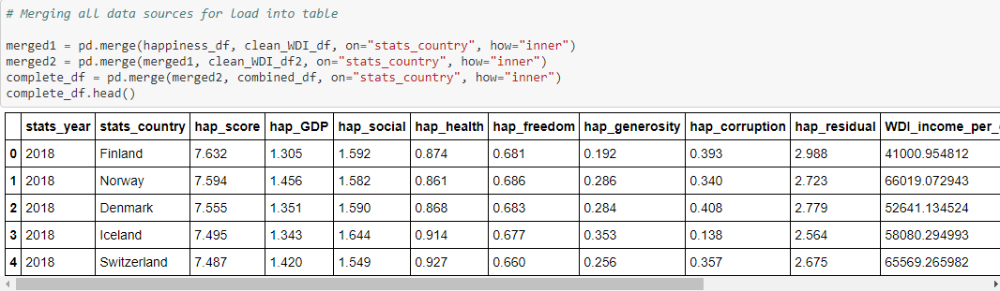 # Merging all data sources for load into table
merged1 = pd.merge(happiness_df, clean_WDI_df, on="stats_country", how="inner")
merged2 = pd.merge(merged1, clean_WDI_df2, on="stats_country", how="inner")
complete_df = pd.merge(merged2, combined_df, on="stats_country", how="inner")
complete_df.head()
stats_year stats_country hap_score hap_GDP hap_social hap_health hap_freedom hap_generosity hap_corruption hap_residual WDI_income_per_
0 2018 Finland 7.632 1.305 1.592 0.874 0.681 0.192 0.393 2.988 41000.954812
1 2018 Norway 7.594 1.456 1.582 0.861 0.686 0.286 0.340 2.723 66019.072943
2 2018 Denmark 7.555 1.351 1.590 0.868 0.683 0.284 0.408 2.779 52641.134524
3 2018 Iceland 7.495 1.343 1.644 0.914 0.677 0.353 0.138 2.564 58080.294993
4 2018 Switzerland 7.487 1.420 1.549 0.927 0.660 0.256 0.357 2.675 65569.265982